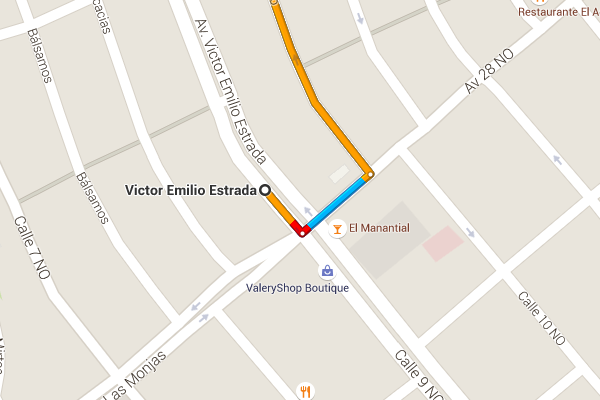 Restaurante El A
Bálsamos
cacias
Av. Victor Emilio Estrada
Av 28 NO
Victor Emilio Estrada
Bálsamos
El Manantial
Calle 7 NO
ValeryShop Boutique
Calle 10 NO
Las Monjas
Calle 9 NO